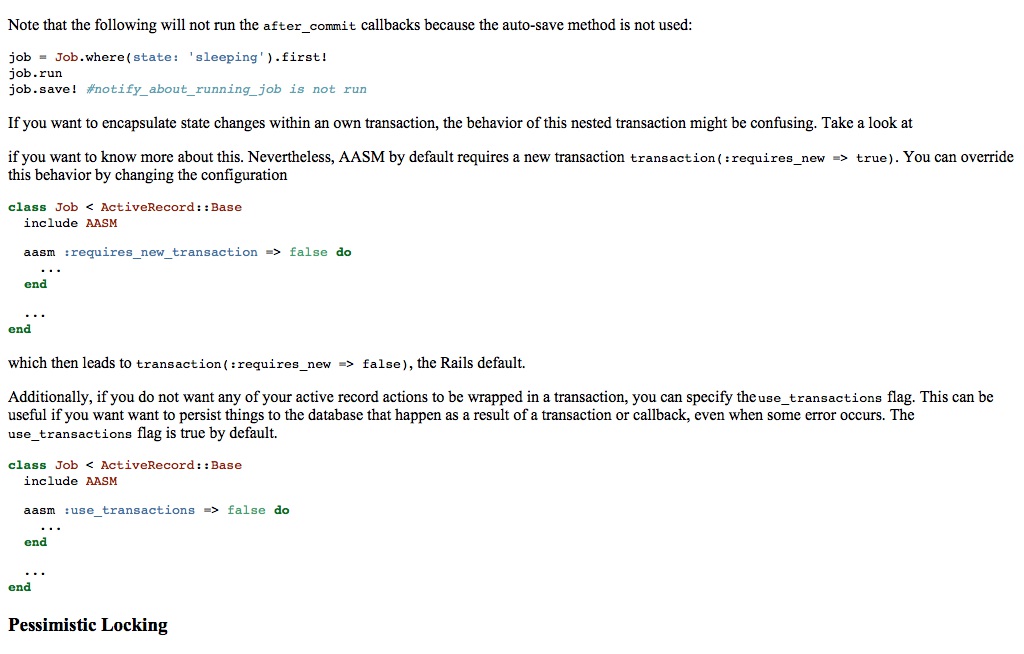 Note that the following will not run the after_commit callbacks because the auto-save method is not used:
job = Job.where(state: 'sleeping').first!
job.run
job.save! #notify_about_running_job is not run
If you want to encapsulate state changes within an own transaction, the behavior of this nested transaction might be confusing. Take a look at
if you want to know more about this. Nevertheless, AASM by default requires a new transaction transaction(:requires_new => true). You can override
this behavior by changing the configuration
class Job < ActiveRecord::Base
  include AASM
  aasm :requires_new_transaction => false do
    ...
  end
  ...
end
which then leads to transaction(:requires_new => false), the Rails default.
Additionally, if you do not want any of your active record actions to be wrapped in a transaction, you can specify the use_transactions flag. This can be
useful if you want want to persist things to the database that happen as a result of a transaction or callback, even when some error occurs. The
use_transactions flag is true by default.
class Job < ActiveRecord::Base
  include AASM
  aasm :use_transactions => false do
    ...
  end
  ...
end
Pessimistic Locking